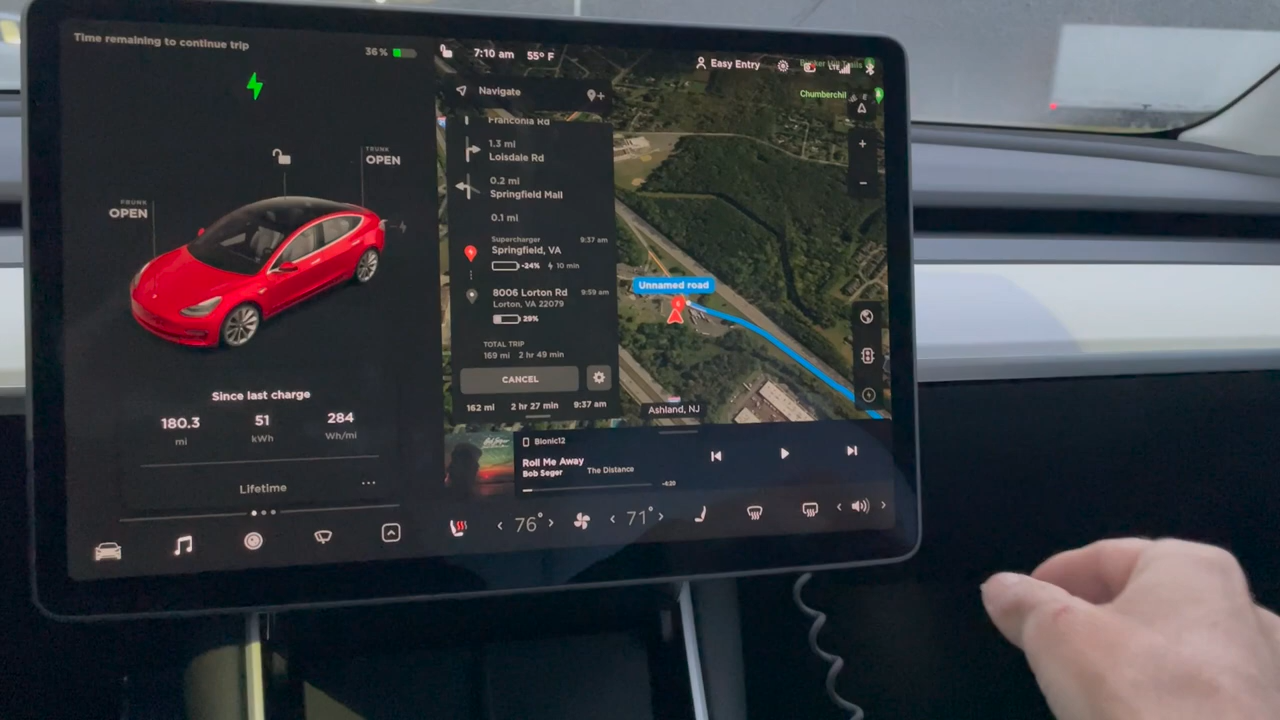 Time remaining to continue trip
36 %
7:10 am 55° F
Easy Entry
LTE
Chumberchil
FRUNK
OPEN
TRUNK
OPEN
Since last charge
180.3
mi
51
kWh
284
Wh/mi
Lifetime
Navigate
Franconia Rd
1.3 mi
Loisdale Rd
0.2 mi
Springfield Mall
0.1 mi
Supercharger 9:37 am
Springfield, VA
-24% 10 min
8006 Lorton Rd 9:59 am
Lorton, VA 22079
29%
TOTAL TRIP
169 mi 2 hr 49 min
CANCEL
162 mi 2 hr 27 min 9:37 am
Unnamed road
Ashland, NJ
Bionic12
Roll Me Away
Bob Seger The Distance
-4:20
76°
71°